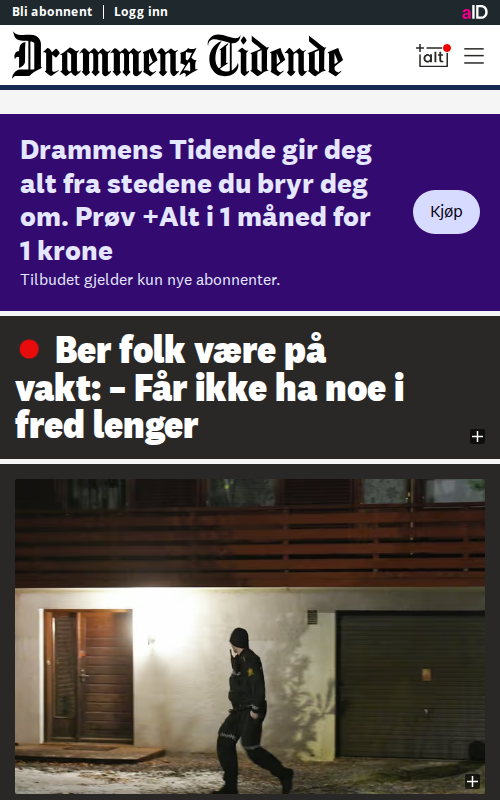 Bli abonnent | Logg inn
aID
Drammens Tidende
+alt
Drammens Tidende gir deg
alt fra stedene du bryr deg
om. Prøv +Alt i 1 måned for
1 krone
Kjøp
Tilbudet gjelder kun nye abonnenter.
Ber folk være på
vakt: – Får ikke ha noe i
fred lenger